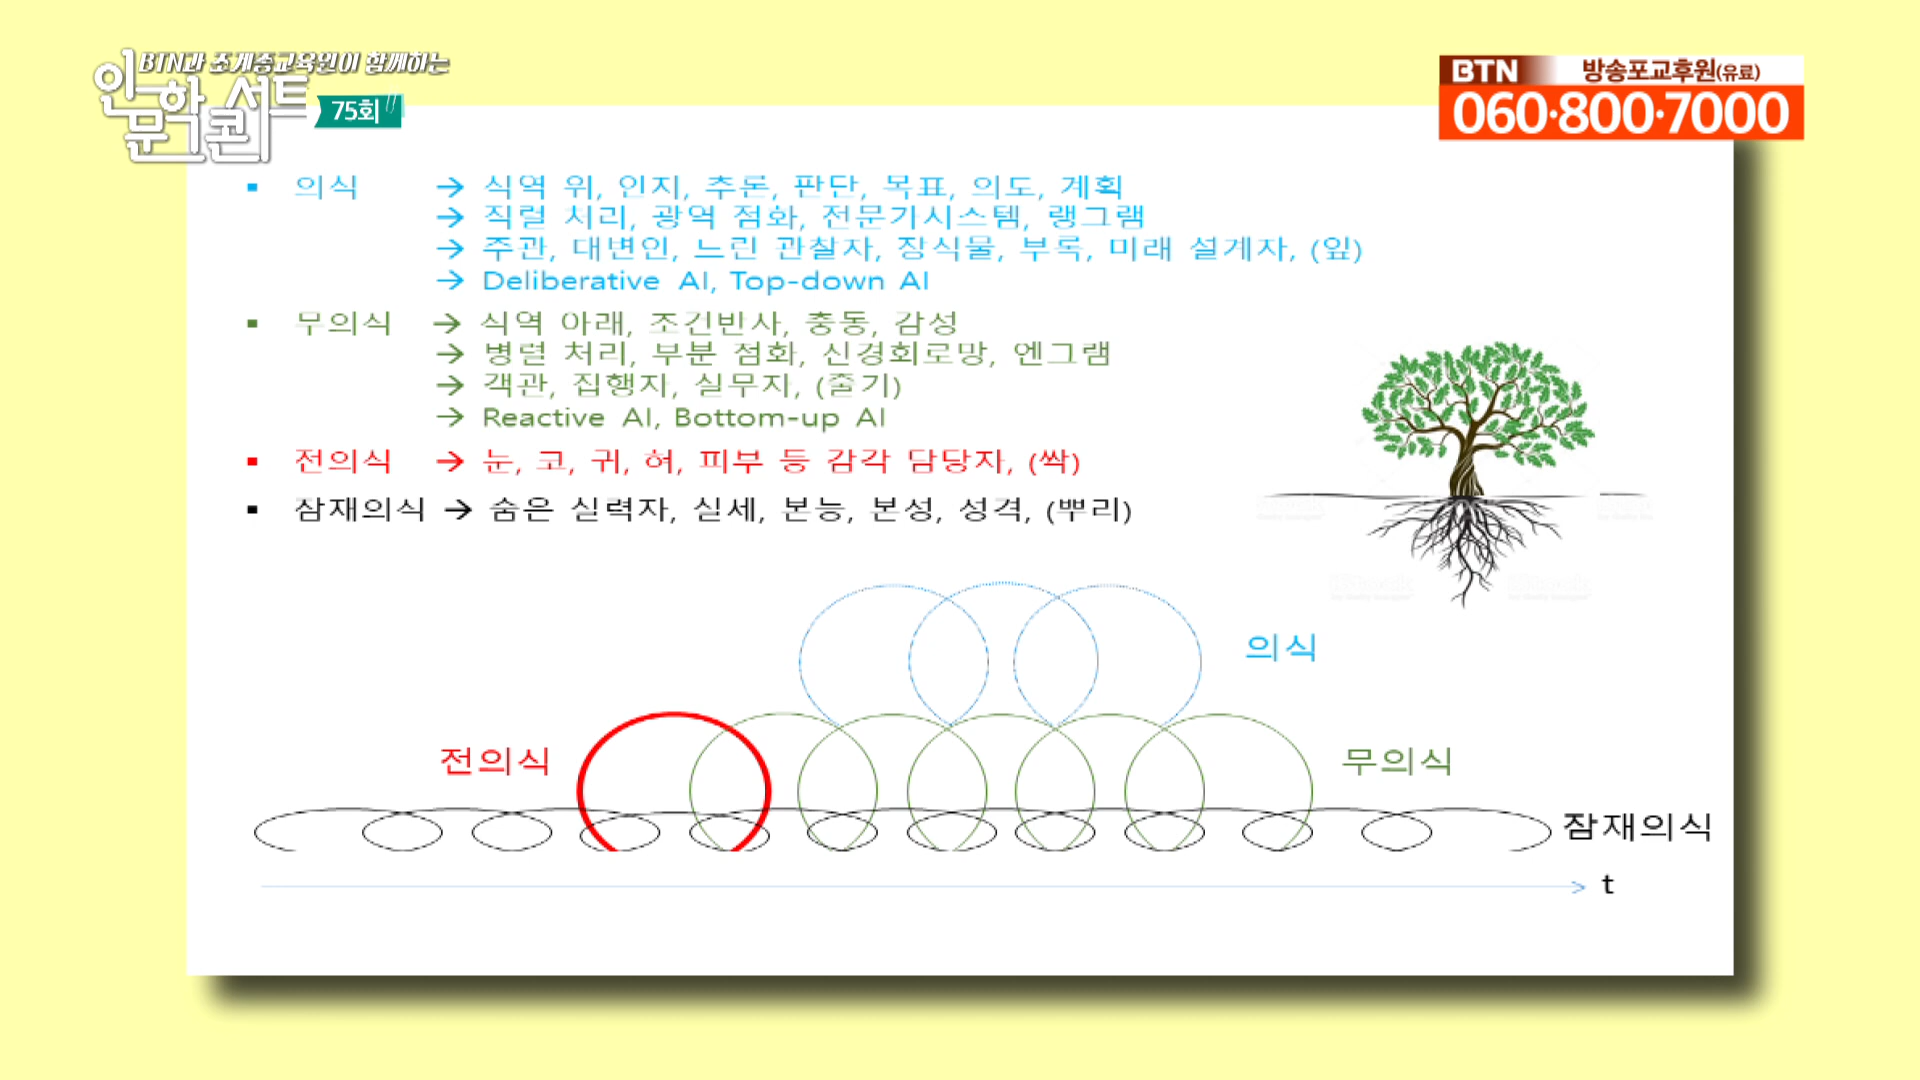 BTN과 조계종교육원이 함께하는
인문학콘서트 75회
BTN 방송포교후원(유료)
060·800·7000
▪ 의식 → 식역 위, 인지, 추론, 판단, 목표, 의도, 계획
→ 직렬 처리, 광역 점화, 전문가시스템, 랭그램
→ 주관, 대변인, 느린 관찰자, 장식물, 부록, 미래 설계자, (잎)
→ Deliberative AI, Top-down AI
▪ 무의식 → 식역 아래, 조건반사, 충동, 감성
→ 병렬 처리, 부분 점화, 신경회로망, 엔그램
→ 객관, 집행자, 실무자, (줄기)
→ Reactive AI, Bottom-up AI
▪ 전의식 → 눈, 코, 귀, 혀, 피부 등 감각 담당자, (싹)
▪ 잠재의식 → 숨은 실력자, 실세, 본능, 본성, 성격, (뿌리)
의식
전의식
무의식
잠재의식
t